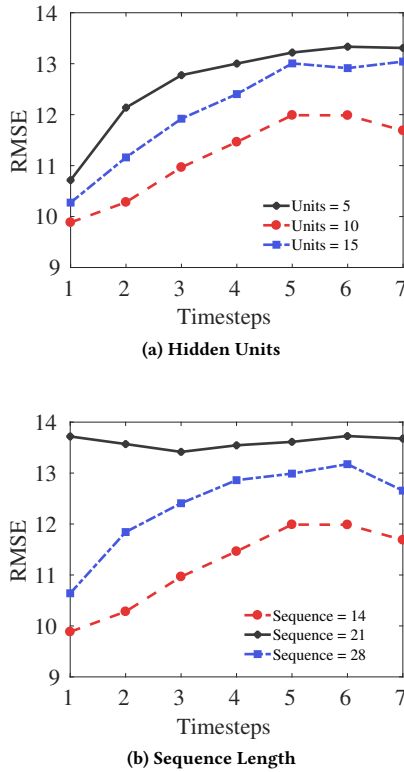 14
13
12
11
10
9
RMSE
Units = 5
Units = 10
Units = 15
1 2 3 4 5 6 7
Timesteps
(a) Hidden Units
14
13
12
11
10
9
RMSE
Sequence = 14
Sequence = 21
Sequence = 28
1 2 3 4 5 6 7
Timesteps
(b) Sequence Length